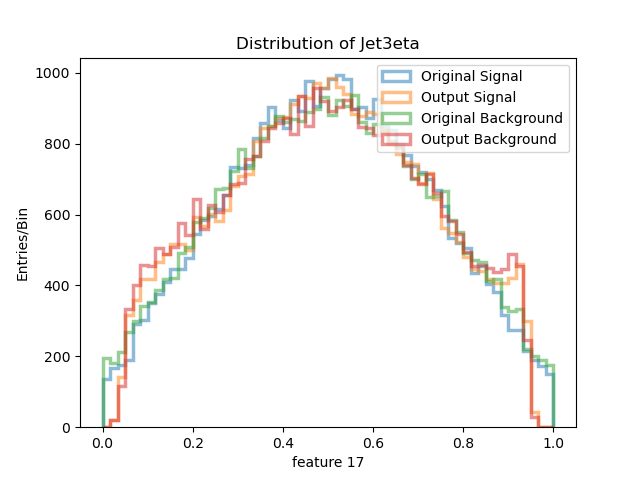 Distribution of Jet3eta
Original Signal
Output Signal
Original Background
Output Background
Entries/Bin
1000
800
600
400
200
0
0.0 0.2 0.4 0.6 0.8 1.0
feature 17